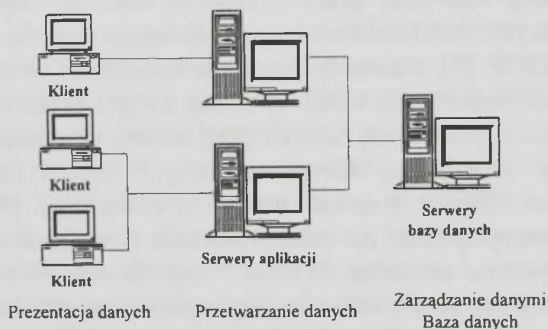 Klient
Klient
Klient
Serwery aplikacji
Serwery
bazy danych
Prezentacja danych
Przetwarzanie danych
Zarządzanie danymi
Baza danych